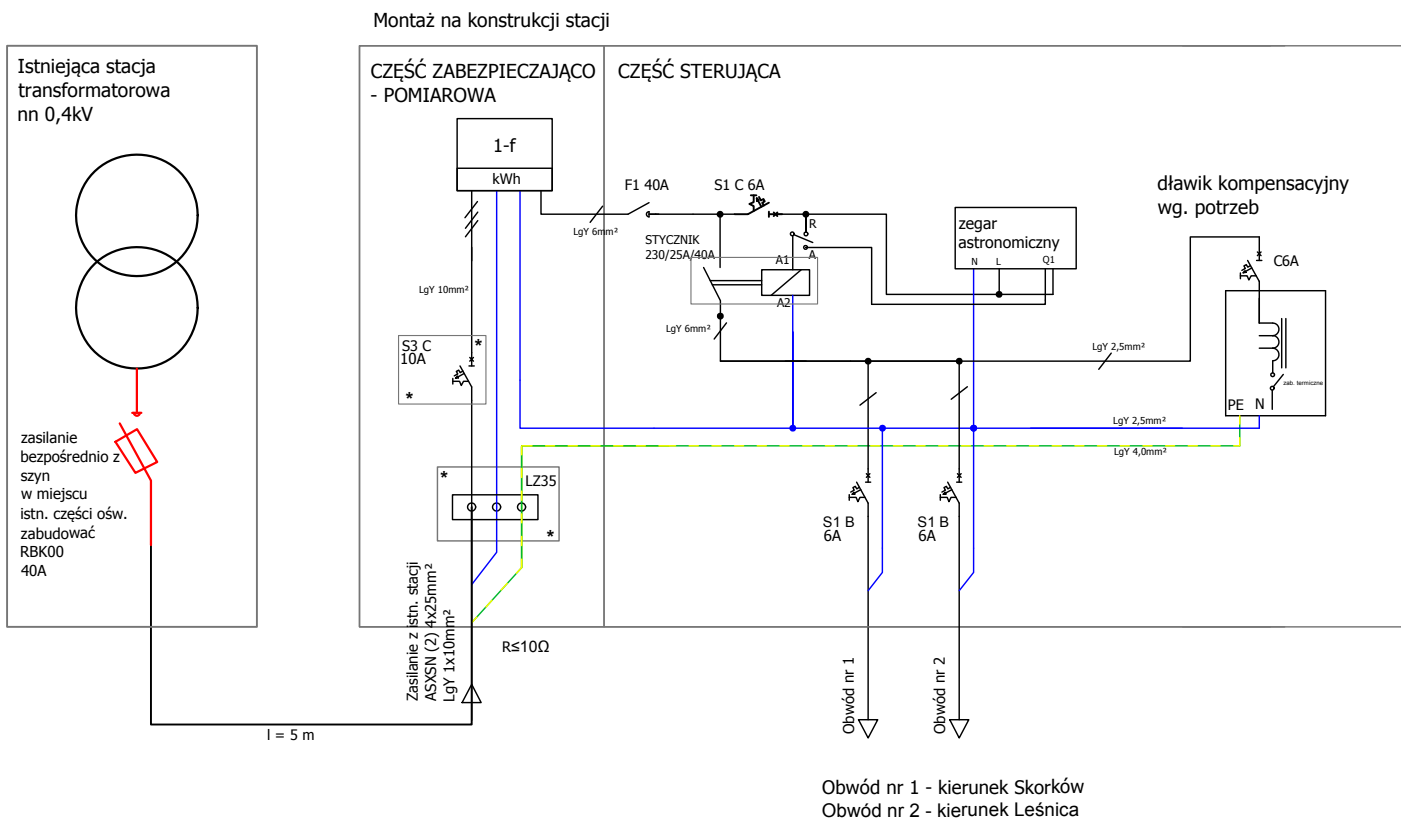 Montaż na konstrukcji stacji
Istniejąca stacja
transformatorowa
nn 0,4kV
zasilanie
bezpośrednio z
szyn
w miejscu
istn. części ośw.
zabudować
RBK00
40A
l = 5 m
CZĘŚĆ ZABEZPIECZAJĄCO
- POMIAROWA
1-f
kWh
LgY 10mm²
S3 C
10A
*
*
*
LZ35
*
Zasilanie z istn. stacji
ASXSN (2) 4x25mm²
LgY 1x10mm²
R≤10Ω
CZĘŚĆ STERUJĄCA
F1 40A
S1 C 6A
LgY 6mm²
STYCZNIK
230/25A/40A
R
A
A1
A2
LgY 6mm²
zegar
astronomiczny
N L Q1
dławik kompensacyjny
wg. potrzeb
C6A
LgY 2,5mm²
zab. termiczne
PE N
LgY 2,5mm²
LgY 4,0mm²
S1 B
6A
S1 B
6A
Obwód nr 1
Obwód nr 2
Obwód nr 1 - kierunek Skorków
Obwód nr 2 - kierunek Leśnica